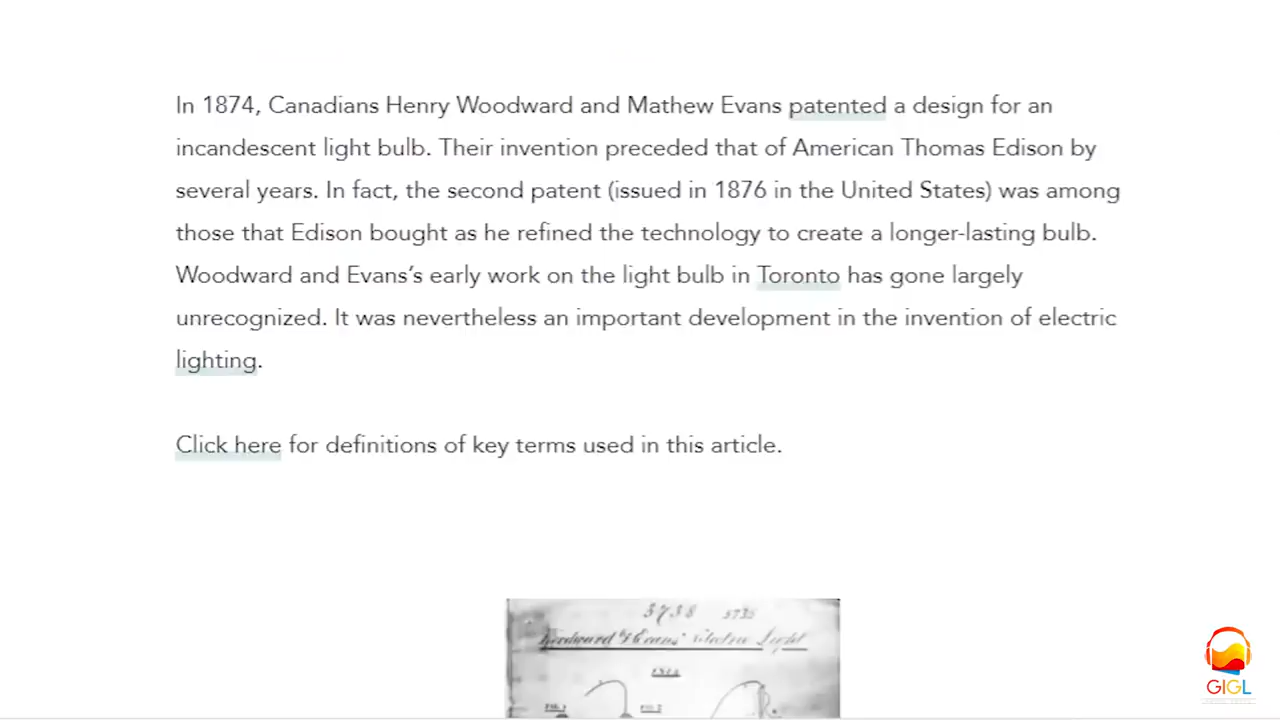 In 1874, Canadians Henry Woodward and Mathew Evans patented a design for an
incandescent light bulb. Their invention preceded that of American Thomas Edison by
several years. In fact, the second patent (issued in 1876 in the United States) was among
those that Edison bought as he refined the technology to create a longer-lasting bulb.
Woodward and Evans’s early work on the light bulb in Toronto has gone largely
unrecognized. It was nevertheless an important development in the invention of electric
lighting.
Click here for definitions of key terms used in this article.
3738 3738
Woodward & Evans' Electric Light
FIG. 1 FIG. 2
GIGL